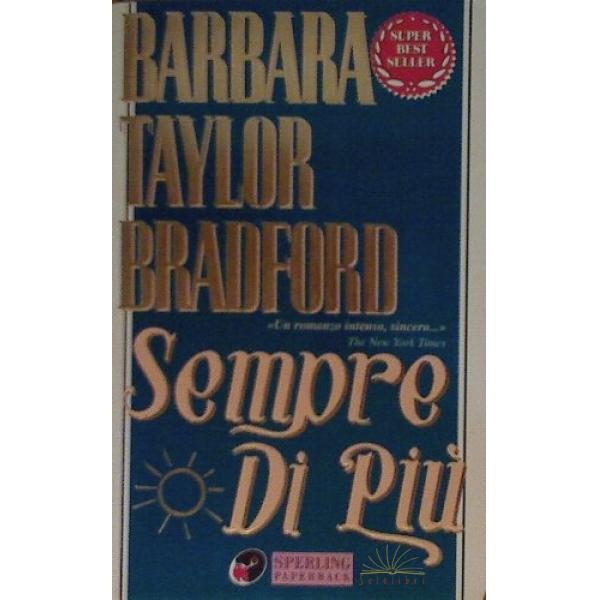 BARBARA
TAYLOR
BRADFORD
SUPER
BEST
SELLER
«Un romanzo intenso, sincero...»
The New York Times
Sempre
Di Più
SPERLING
PAPERBACK
Sololibri